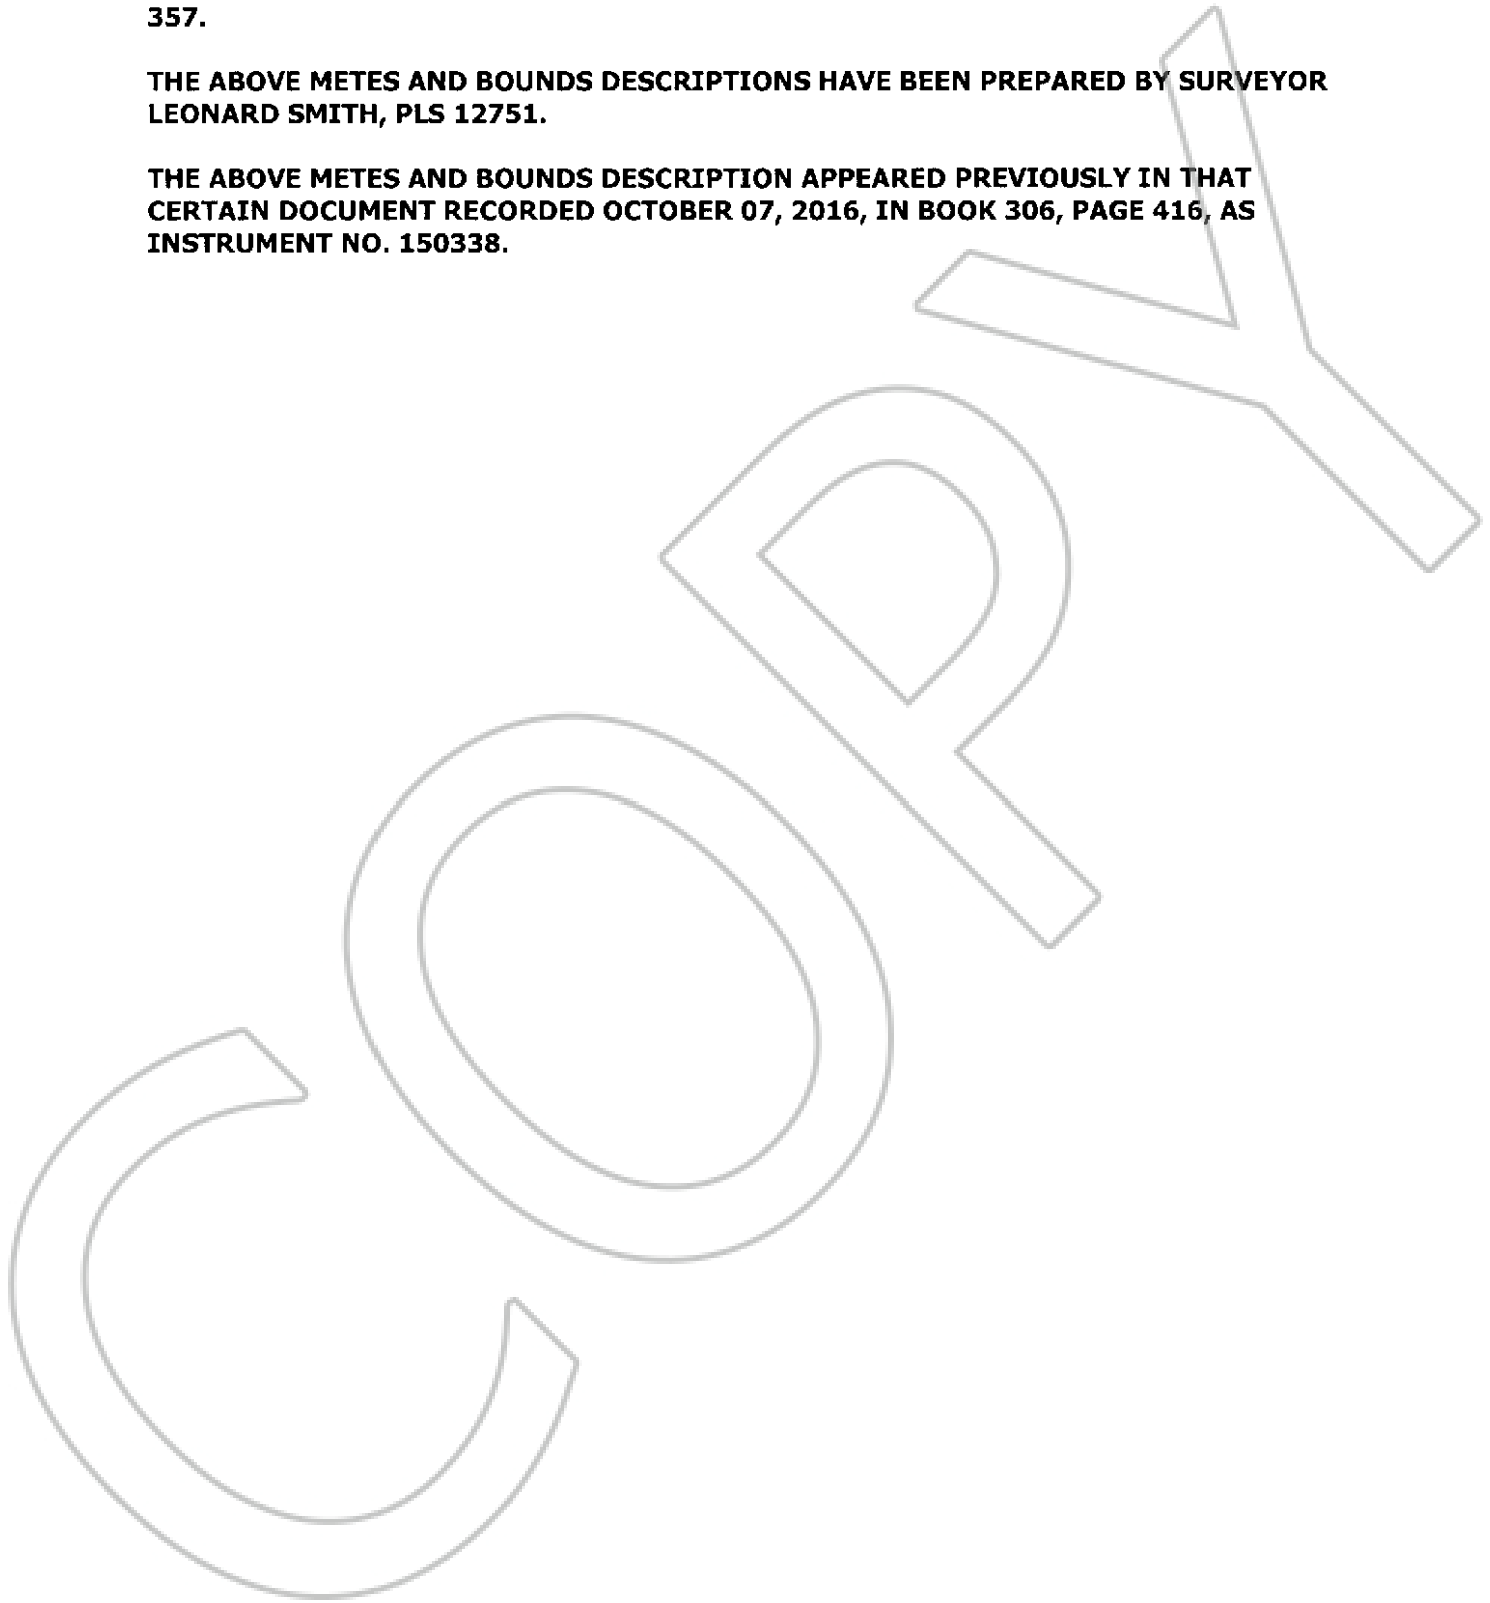 357.
THE ABOVE METES AND BOUNDS DESCRIPTIONS HAVE BEEN PREPARED BY SURVEYOR
LEONARD SMITH, PLS 12751.
THE ABOVE METES AND BOUNDS DESCRIPTION APPEARED PREVIOUSLY IN THAT
CERTAIN DOCUMENT RECORDED OCTOBER 07, 2016, IN BOOK 306, PAGE 416, AS
INSTRUMENT NO. 150338.
COPY